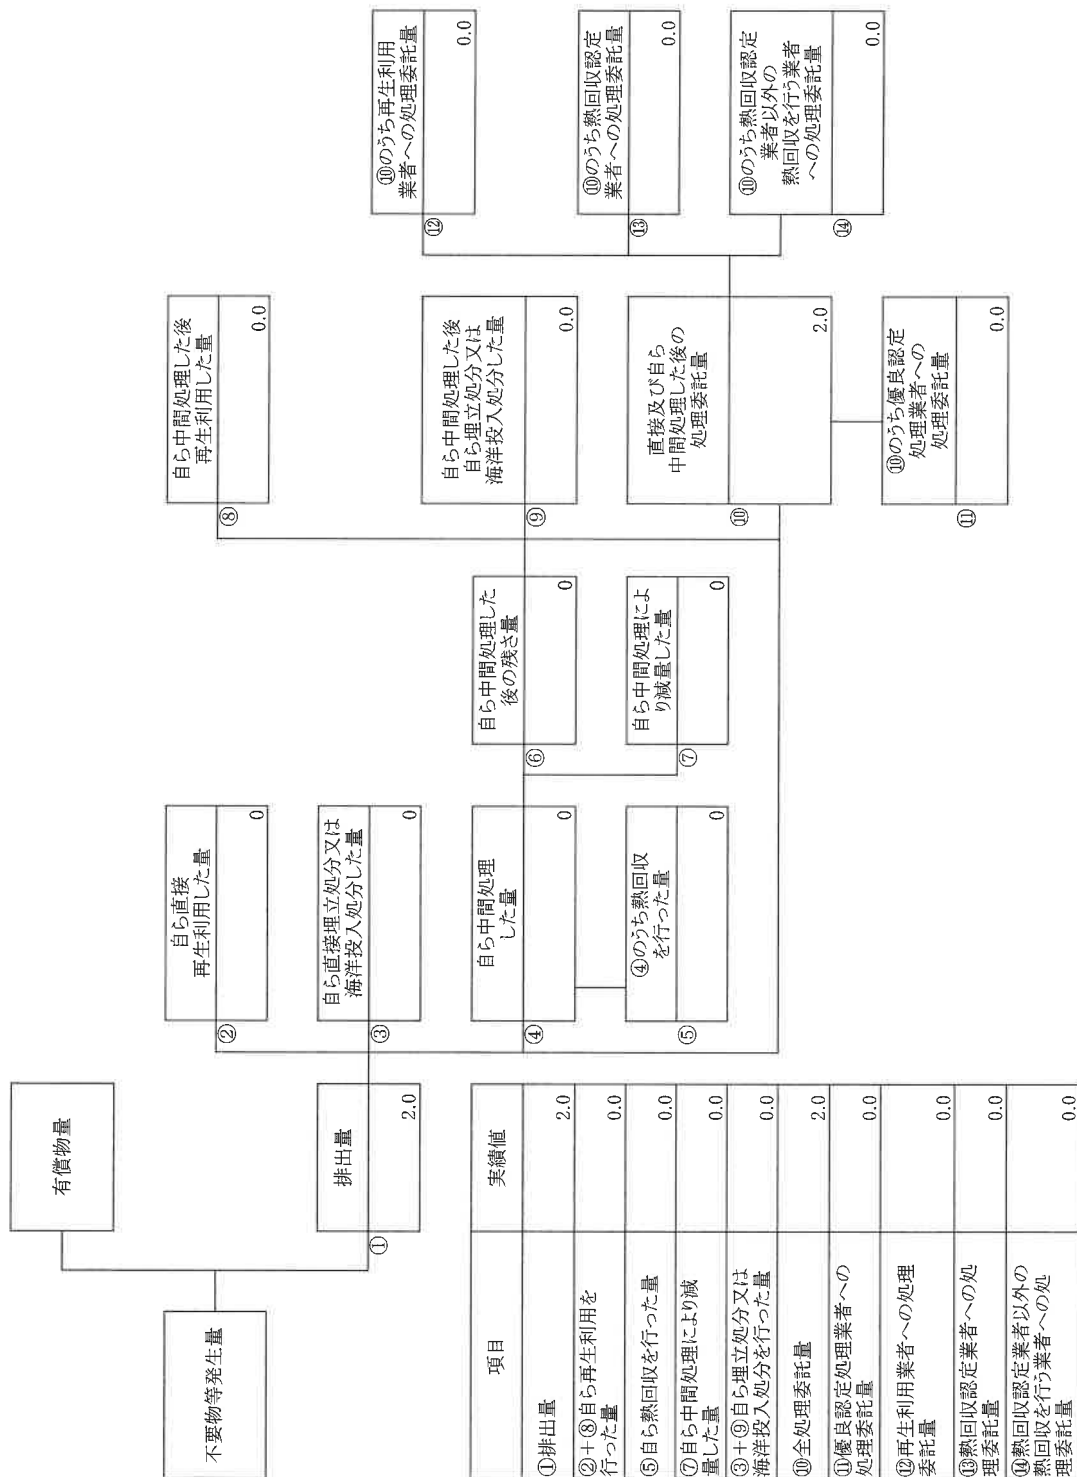 不要物等発生量
有償物量
①
排出量
2.0
②
自ら直接
再生利用した量
0
③
自ら直接埋立処分又は
海洋投入処分した量
0
④
自ら中間処理
した量
0
⑤
④のうち熱回収
を行った量
0
⑥
自ら中間処理した
後の残さ量
0
⑦
自ら中間処理によ
り減量した量
0
⑧
自ら中間処理した後
再生利用した量
0.0
⑨
自ら中間処理した後
自ら埋立処分又は
海洋投入処分した量
0.0
⑩
直接及び自ら
中間処理した後の
処理委託量
2.0
⑪
⑩のうち優良認定
処理業者への
処理委託量
0.0
⑫
⑩のうち再生利用
業者への処理委託量
0.0
⑬
⑩のうち熱回収認定
業者への処理委託量
0.0
⑭
⑩のうち熱回収認定
業者以外の
熱回収を行う業者
への処理委託量
0.0
項目 実績値
①排出量 2.0
②+⑧自ら再生利用を
行った量 0.0
⑤自ら熱回収を行った量 0.0
⑦自ら中間処理により減
量した量 0.0
③+⑨自ら埋立処分又は
海洋投入処分を行った量 0.0
⑩全処理委託量 2.0
⑪優良認定処理業者への
処理委託量 0.0
⑫再生利用業者への処理
委託量 0.0
⑬熱回収認定業者への処
理委託量 0.0
⑭熱回収認定業者以外の
熱回収を行う業者への処
理委託量 0.0